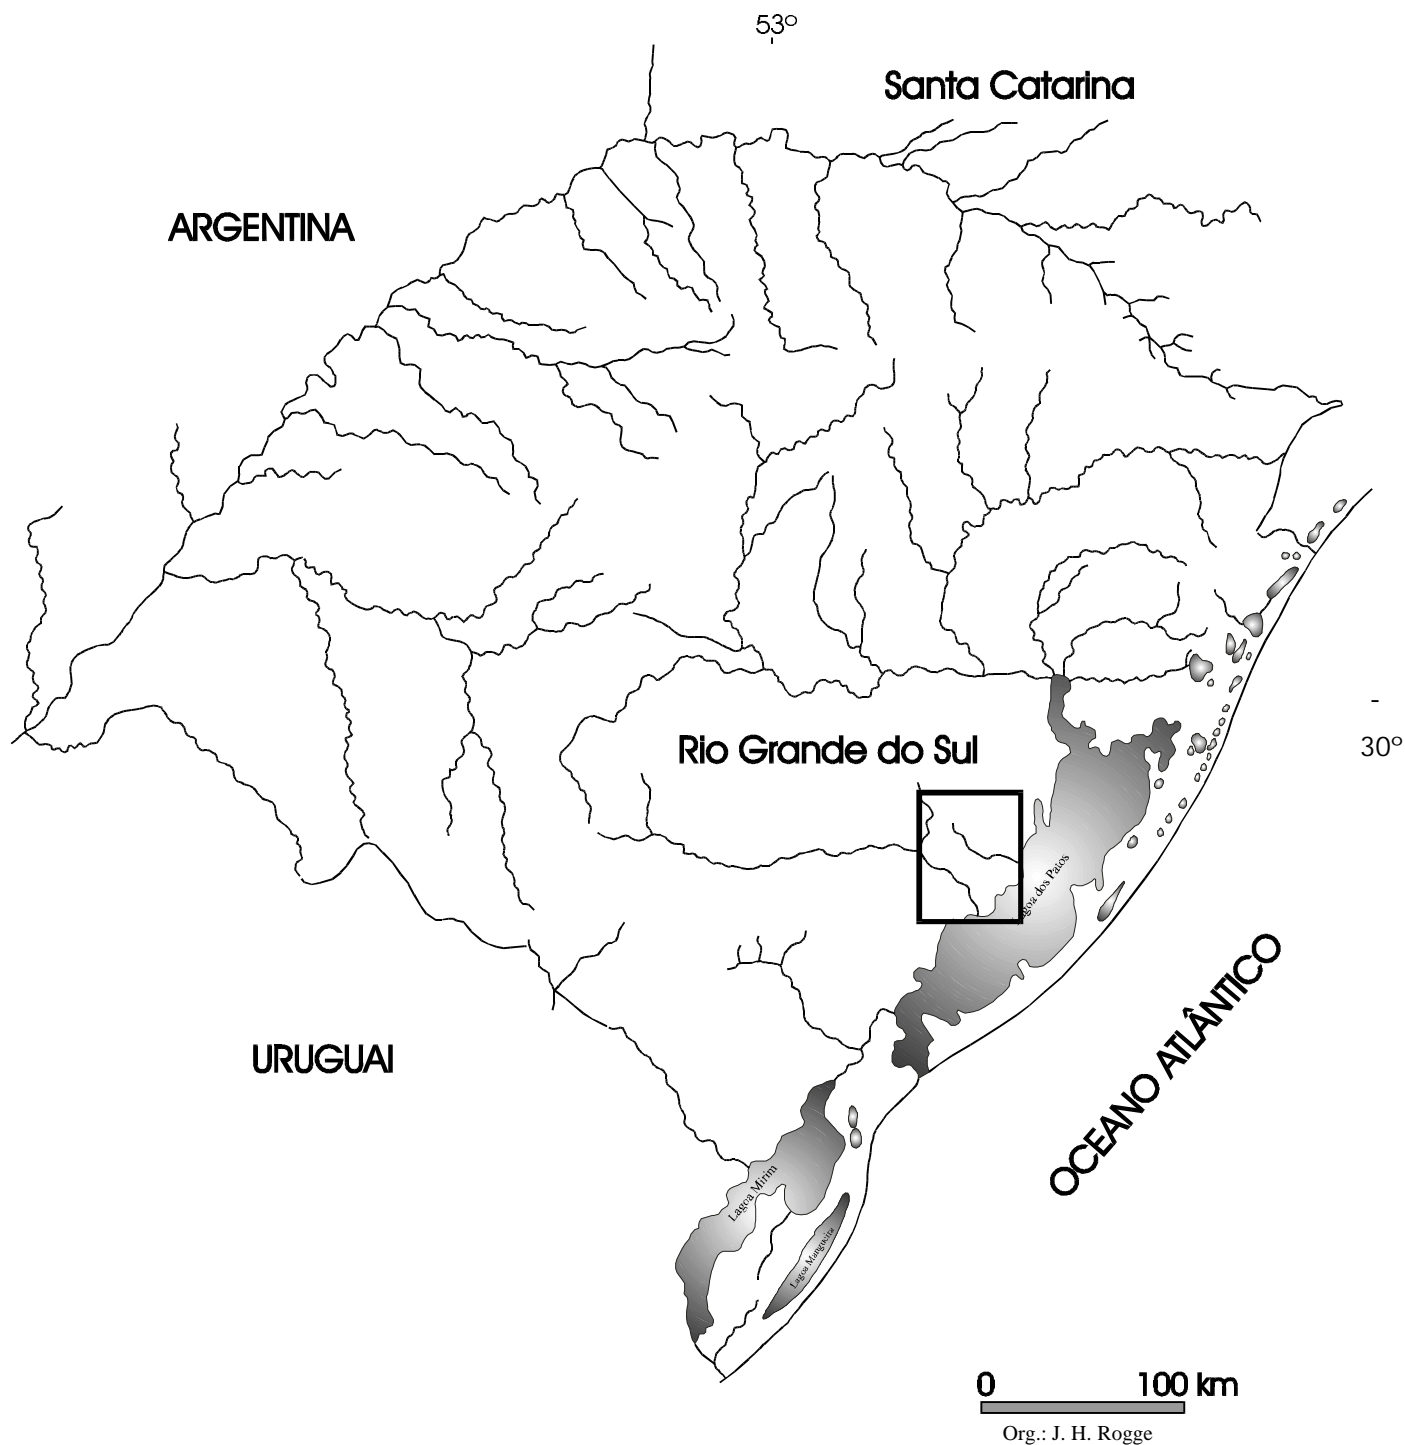 53º
Santa Catarina
ARGENTINA
Rio Grande do Sul
30º
Lagoa dos Patos
OCEANO ATLÂNTICO
URUGUAI
Lagoa Mirim
Lagoa Mangueira
0 100 km
Org.: J. H. Rogge